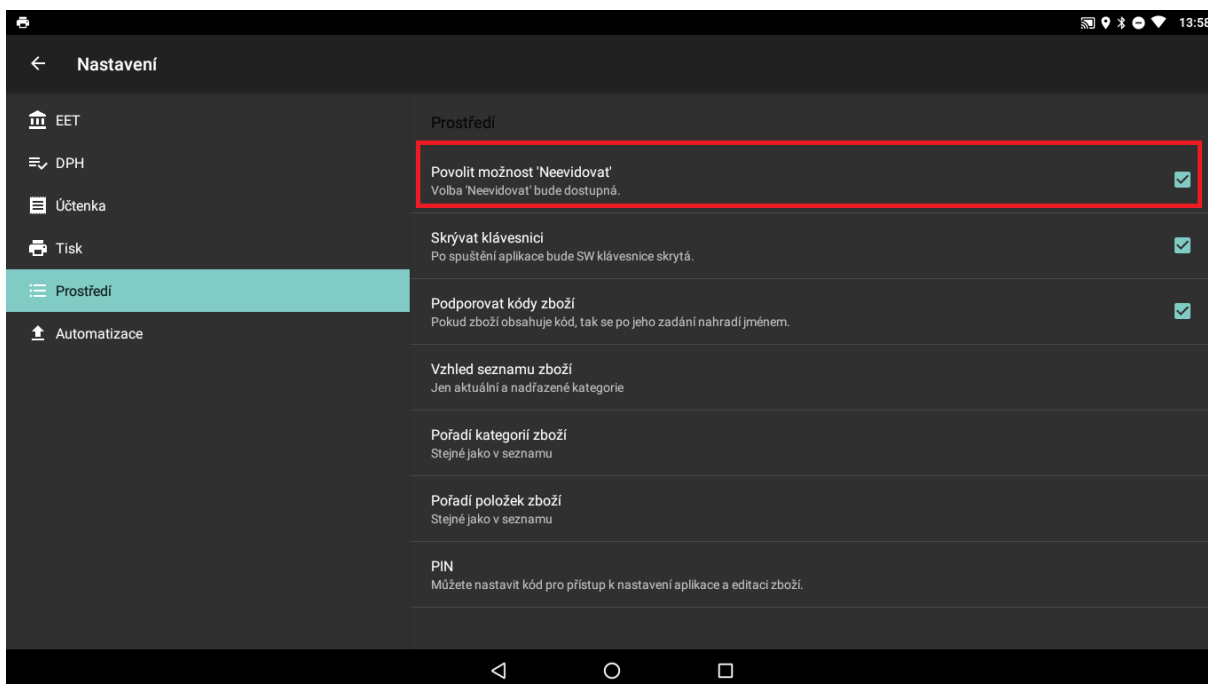 13:58
Nastavení
EET
DPH
Účtenka
Tisk
Prostředí
Automatizace
Prostředí
Povolit možnost 'Neevidovat'
Volba 'Neevidovat' bude dostupná.
Skrývat klávesnici
Po spuštění aplikace bude SW klávesnice skrytá.
Podporovat kódy zboží
Pokud zboží obsahuje kód, tak se po jeho zadání nahradí jménem.
Vzhled seznamu zboží
Jen aktuální a nadřazené kategorie
Pořadí kategorií zboží
Stejné jako v seznamu
Pořadí položek zboží
Stejné jako v seznamu
PIN
Můžete nastavit kód pro přístup k nastavení aplikace a editaci zboží.